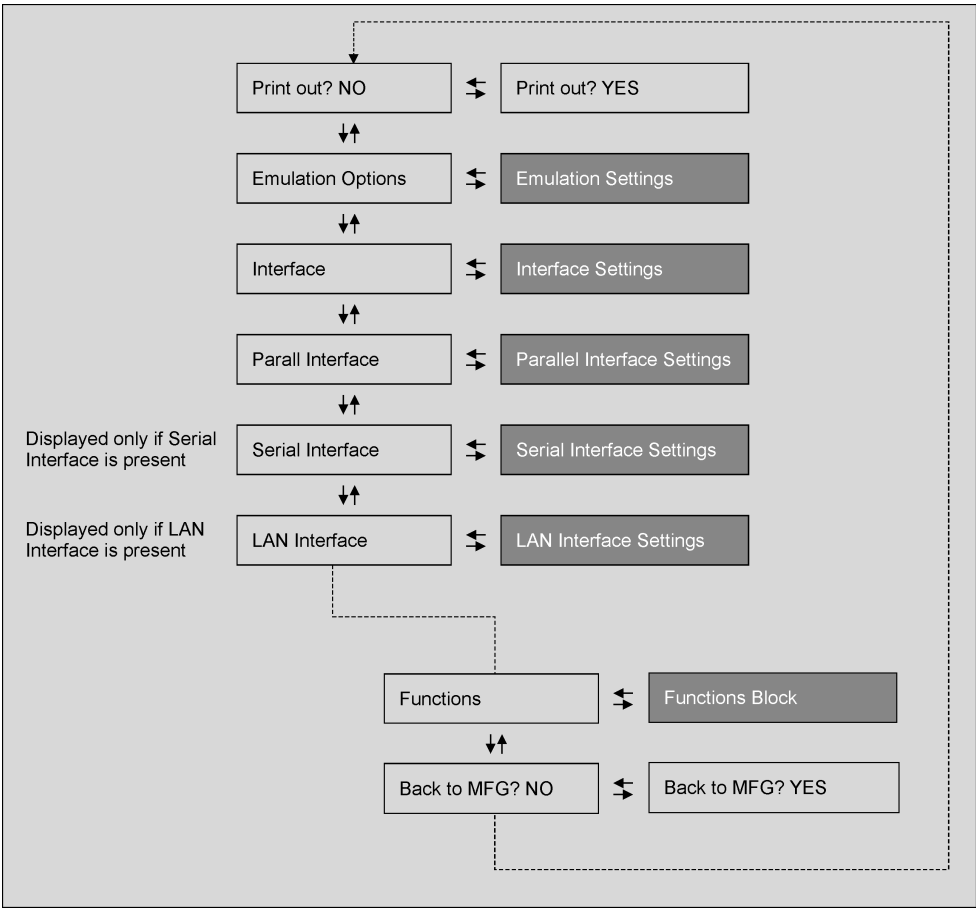 Print out? NO
Print out? YES
Emulation Options
Emulation Settings
Interface
Interface Settings
Parall Interface
Parallel Interface Settings
Displayed only if Serial
Interface is present
Serial Interface
Serial Interface Settings
Displayed only if LAN
Interface is present
LAN Interface
LAN Interface Settings
Functions
Functions Block
Back to MFG? NO
Back to MFG? YES